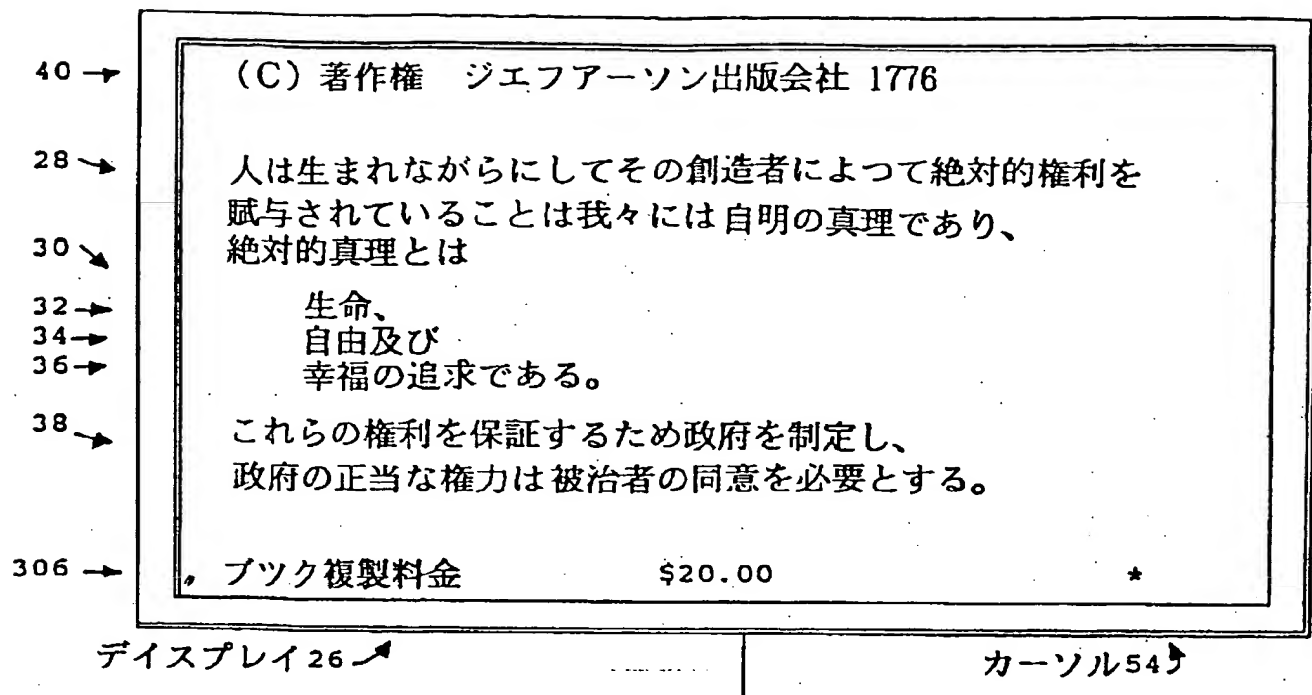 40 (C) 著作権 ジエフアーソン出版会社 1776
28 人は生まれながらにしてその創造者によつて絶対的権利を
賦与されていることは我々には自明の真理であり、
30 絶対的真理とは
32 生命、
34 自由及び
36 幸福の追求である。
38 これらの権利を保証するため政府を制定し、
政府の正当な権力は被治者の同意を必要とする。
306 ブツク複製料金 $20.00 *
デイスプレイ26 カーソル54